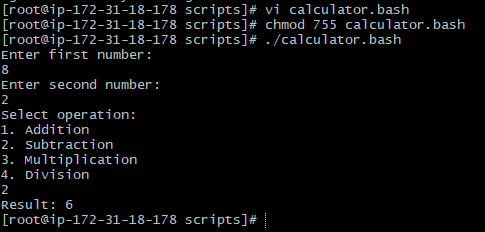 [root@ip-172-31-18-178 scripts]# vi calculator.bash
[root@ip-172-31-18-178 scripts]# chmod 755 calculator.bash
[root@ip-172-31-18-178 scripts]# ./calculator.bash
Enter first number:
8
Enter second number:
2
Select operation:
1. Addition
2. Subtraction
3. Multiplication
4. Division
2
Result: 6
[root@ip-172-31-18-178 scripts]#